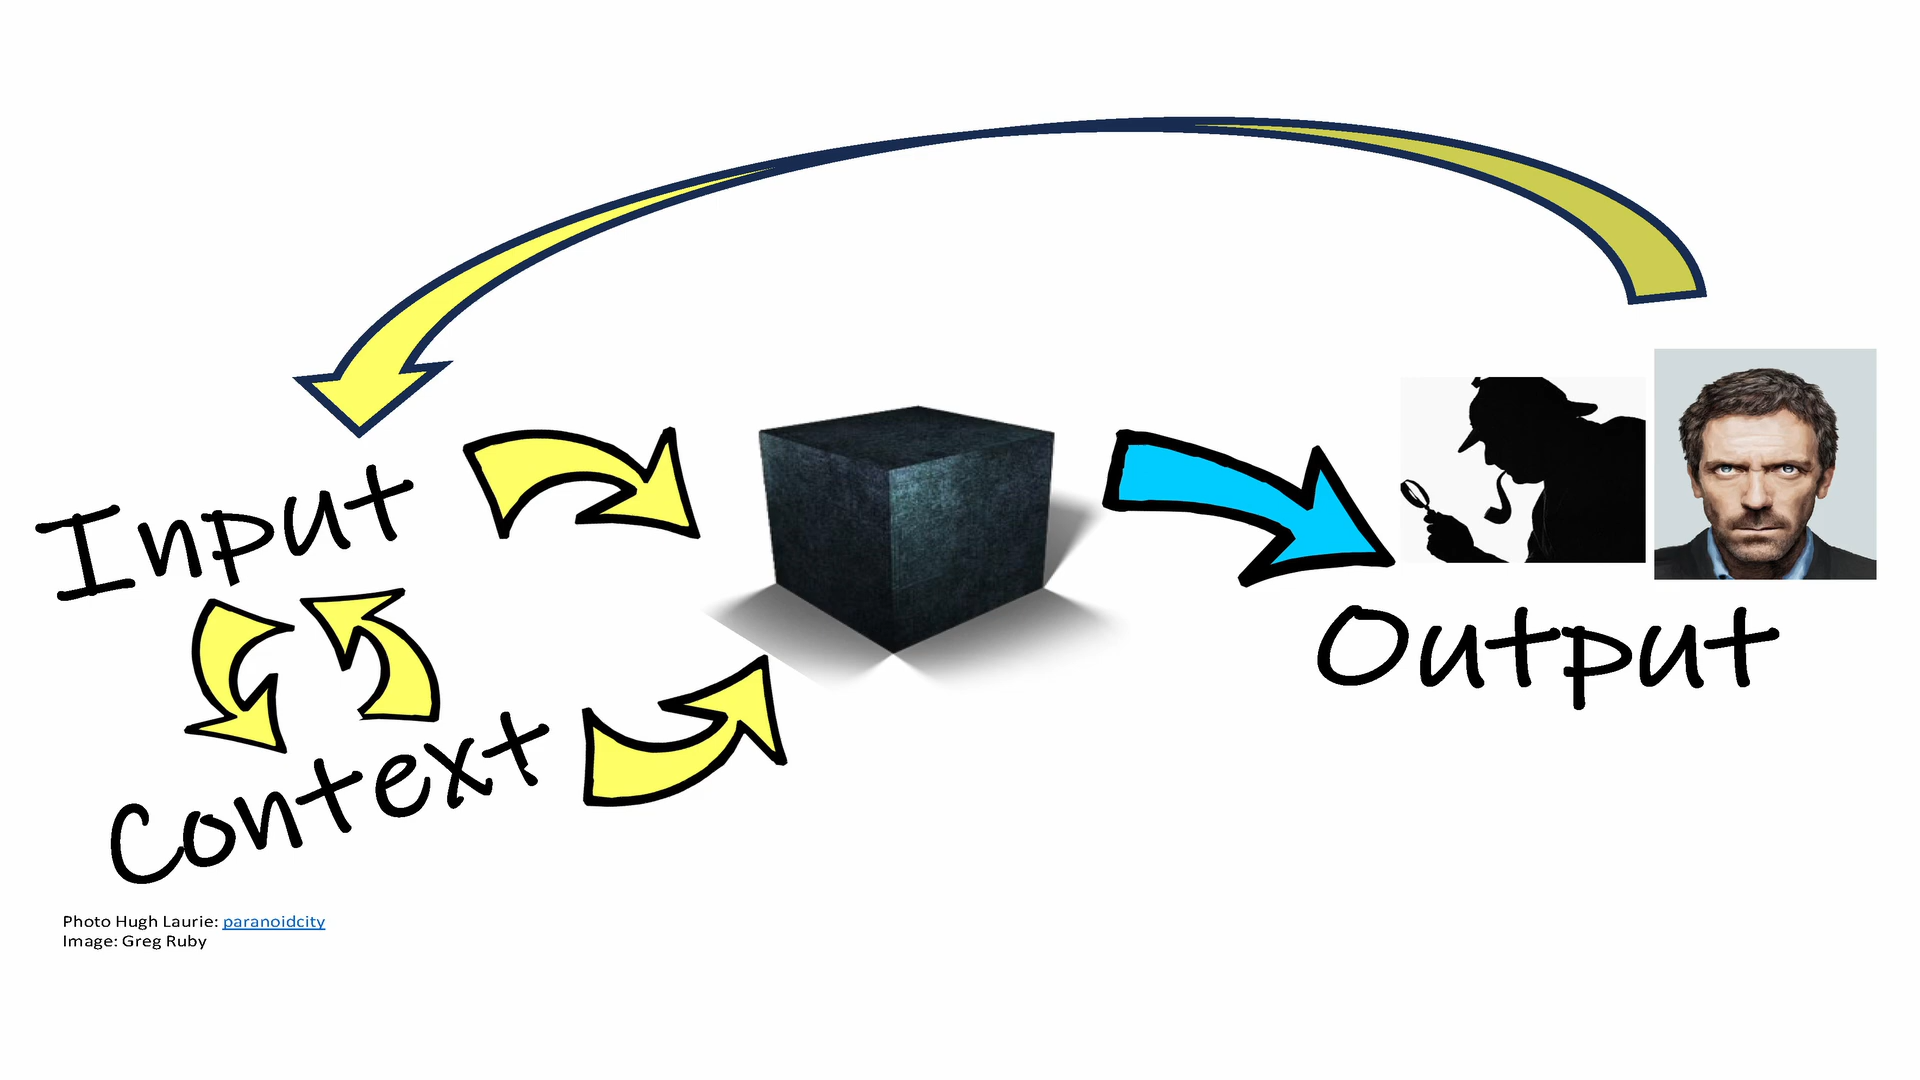 Input
Context
Output
Photo Hugh Laurie: paranoidcity
Image: Greg Ruby